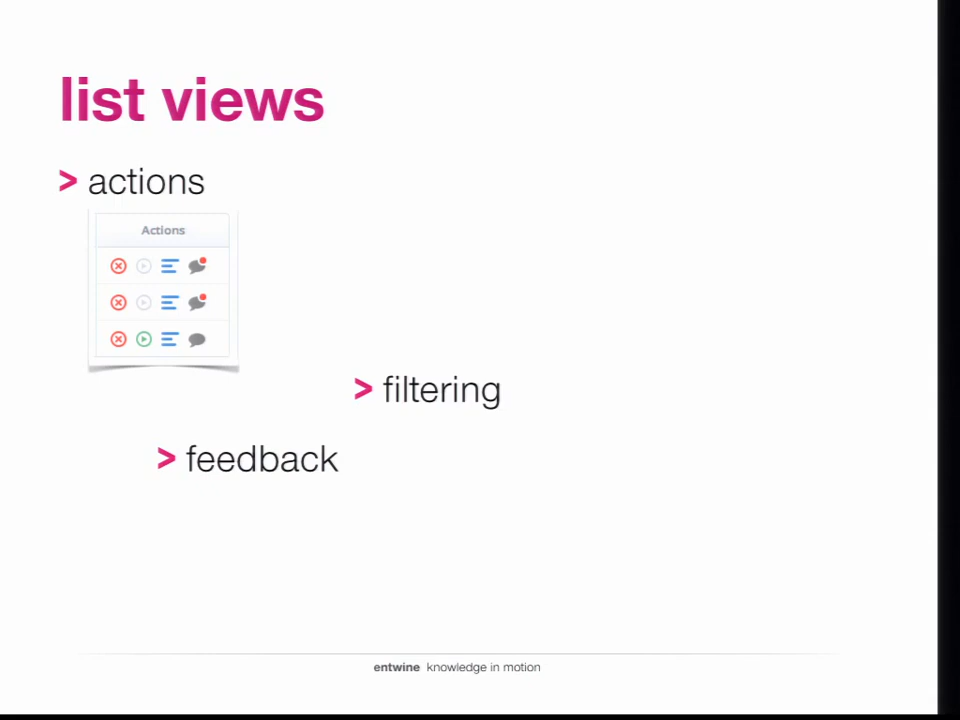 list views
> actions
Actions
> filtering
> feedback
entwine knowledge in motion